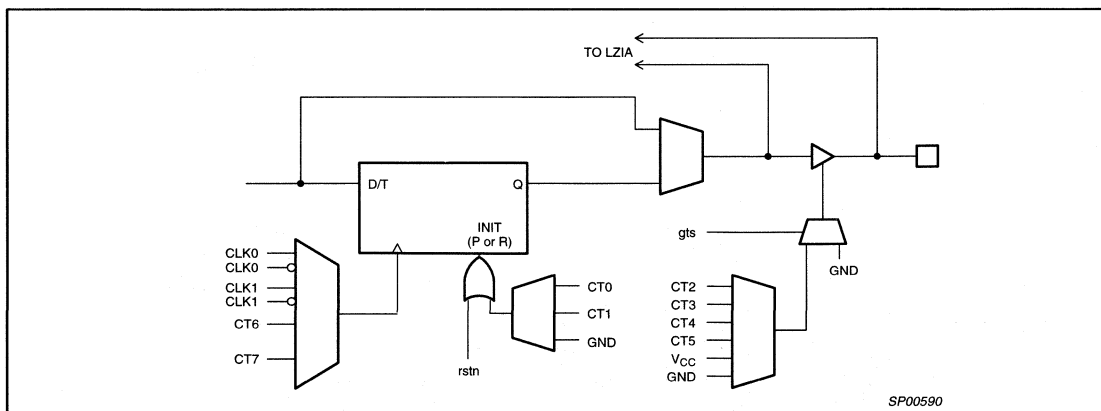 TO LZIA
D/T
Q
INIT
(P or R)
CLK0
CLK0
CLK1
CLK1
CT6
CT7
rstn
CT0
CT1
GND
gts
GND
CT2
CT3
CT4
CT5
VCC
GND
SP00590